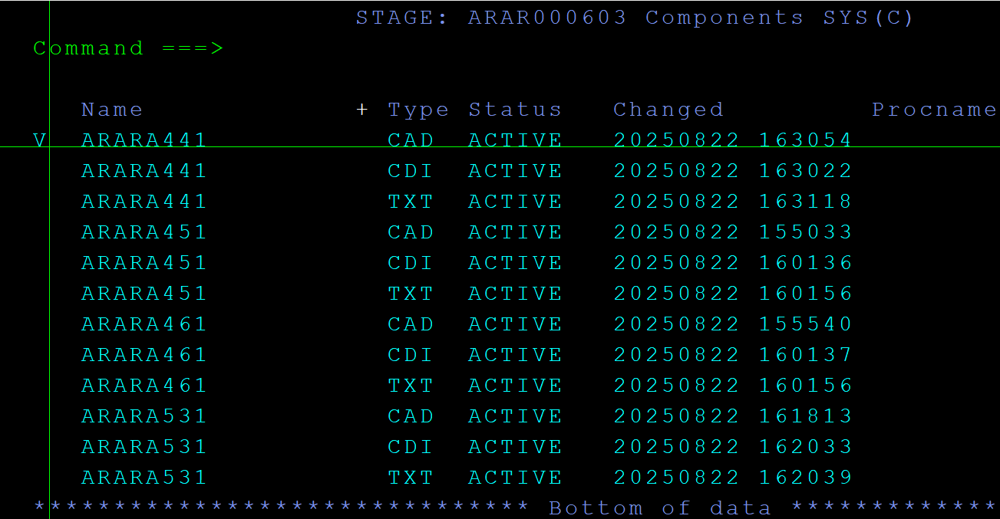 STAGE: ARAR000603 Components SYS(C)
Command ===>
Name + Type Status Changed Procname
V ARARA441 CAD ACTIVE 20250822 163054
ARARA441 CDI ACTIVE 20250822 163022
ARARA441 TXT ACTIVE 20250822 163118
ARARA451 CAD ACTIVE 20250822 155033
ARARA451 CDI ACTIVE 20250822 160136
ARARA451 TXT ACTIVE 20250822 160156
ARARA461 CAD ACTIVE 20250822 155540
ARARA461 CDI ACTIVE 20250822 160137
ARARA461 TXT ACTIVE 20250822 160156
ARARA531 CAD ACTIVE 20250822 161813
ARARA531 CDI ACTIVE 20250822 162033
ARARA531 TXT ACTIVE 20250822 162039
******************************* Bottom of data *************